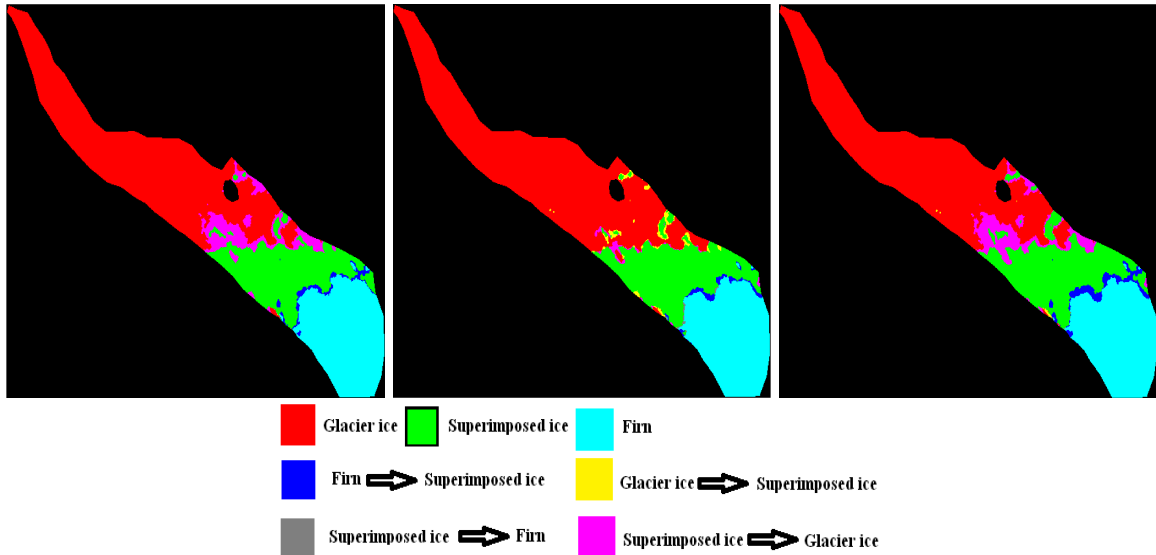 Glacier ice Superimposed ice Firn
Firn Superimposed ice Glacier ice Superimposed ice
Superimposed ice Firn Superimposed ice Glacier ice